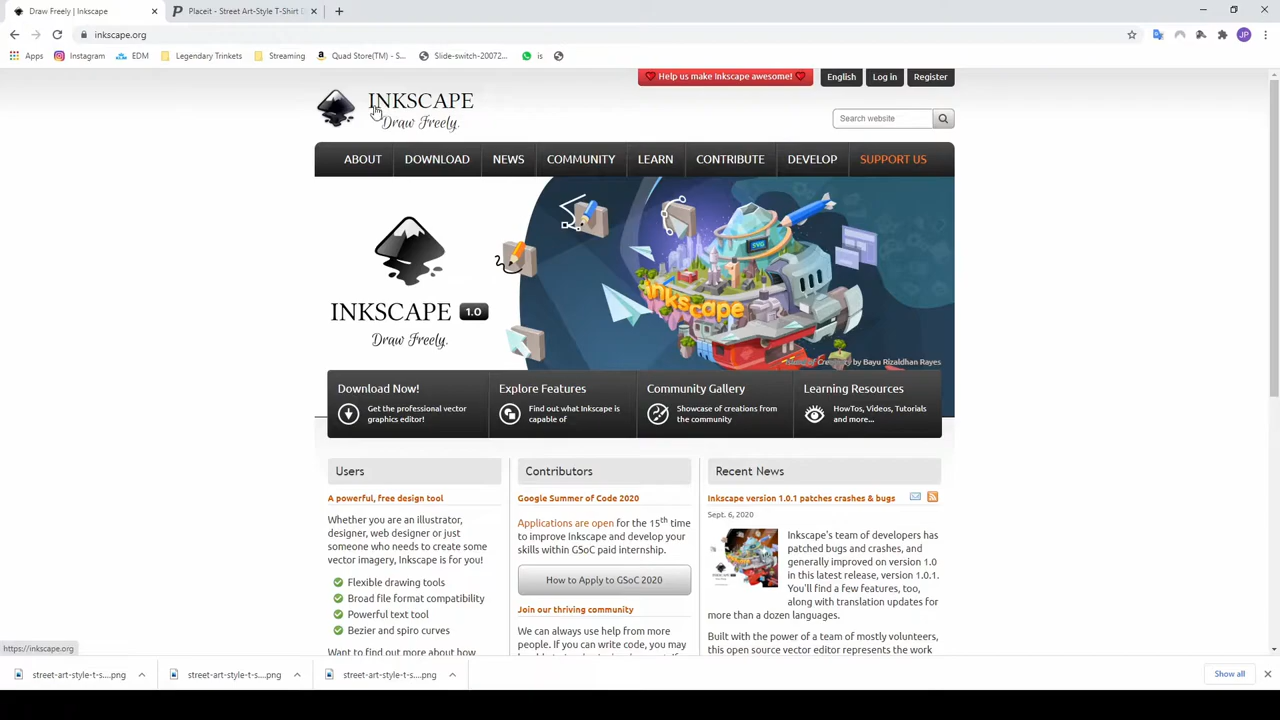 Draw Freely | Inkscape
Placeit - Street Art-Style T-Shirt D
inkscape.org
JP
Apps
Instagram
EDM
Legendary Trinkets
Streaming
Quad Store(TM) - S...
Slide-switch-20072...
is
Help us make Inkscape awesome!
English
Log in
Register
INKSCAPE
Draw Freely.
Search website
ABOUT
DOWNLOAD
NEWS
COMMUNITY
LEARN
CONTRIBUTE
DEVELOP
SUPPORT US
SVG
inkscape
INKSCAPE 1.0
Draw Freely.
by Bayu Rizaldhan Rayes
Download Now!
Get the professional vector
graphics editor!
Explore Features
Find out what Inkscape is
capable of
Community Gallery
Showcase of creations from
the community
Learning Resources
HowTos, Videos, Tutorials
and more...
Users
A powerful, free design tool
Whether you are an illustrator,
designer, web designer or just
someone who needs to create some
vector imagery, Inkscape is for you!
Flexible drawing tools
Broad file format compatibility
Powerful text tool
Bezier and spiro curves
Want to find out more about how
Contributors
Google Summer of Code 2020
Applications are open for the 15th time
to improve Inkscape and develop your
skills within GSoC paid internship.
How to Apply to GSoC 2020
Join our thriving community
We can always use help from more
people. If you can write code, you may
Recent News
Inkscape version 1.0.1 patches crashes & bugs
Sept. 6, 2020
Inkscape's team of developers has
patched bugs and crashes, and
generally improved on version 1.0
in this latest release, version 1.0.1.
You'll find a few features, too,
along with translation updates for
more than a dozen languages.
Built with the power of a team of mostly volunteers,
this open source vector editor represents the work
https://inkscape.org
street-art-style-t-s....png
street-art-style-t-s....png
street-art-style-t-s....png
Show all